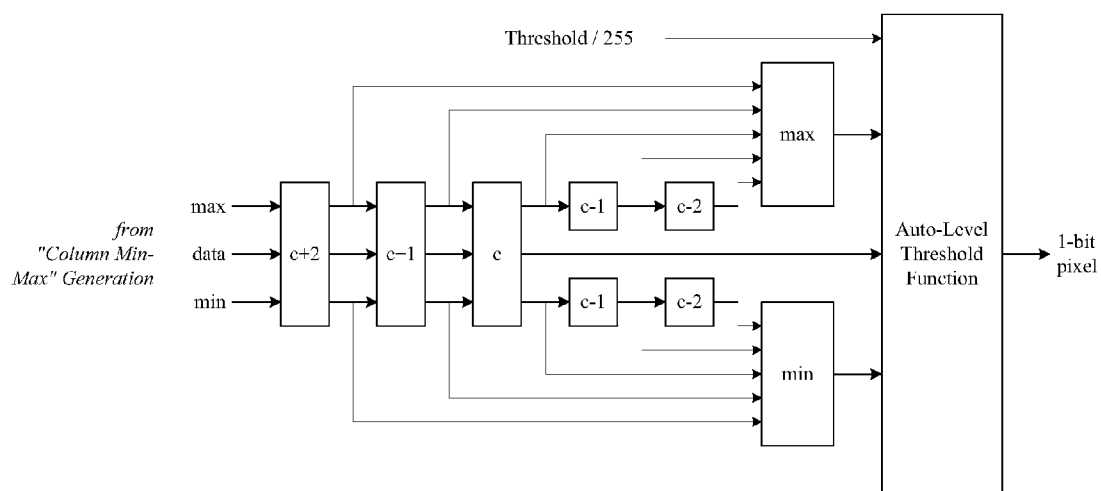 Threshold / 255
max
max
c-1
c-2
from
"Column Min-
Max" Generation
data
c+2
c−1
c
Auto-Level
Threshold
Function
1-bit
pixel
min
c-1
c-2
min